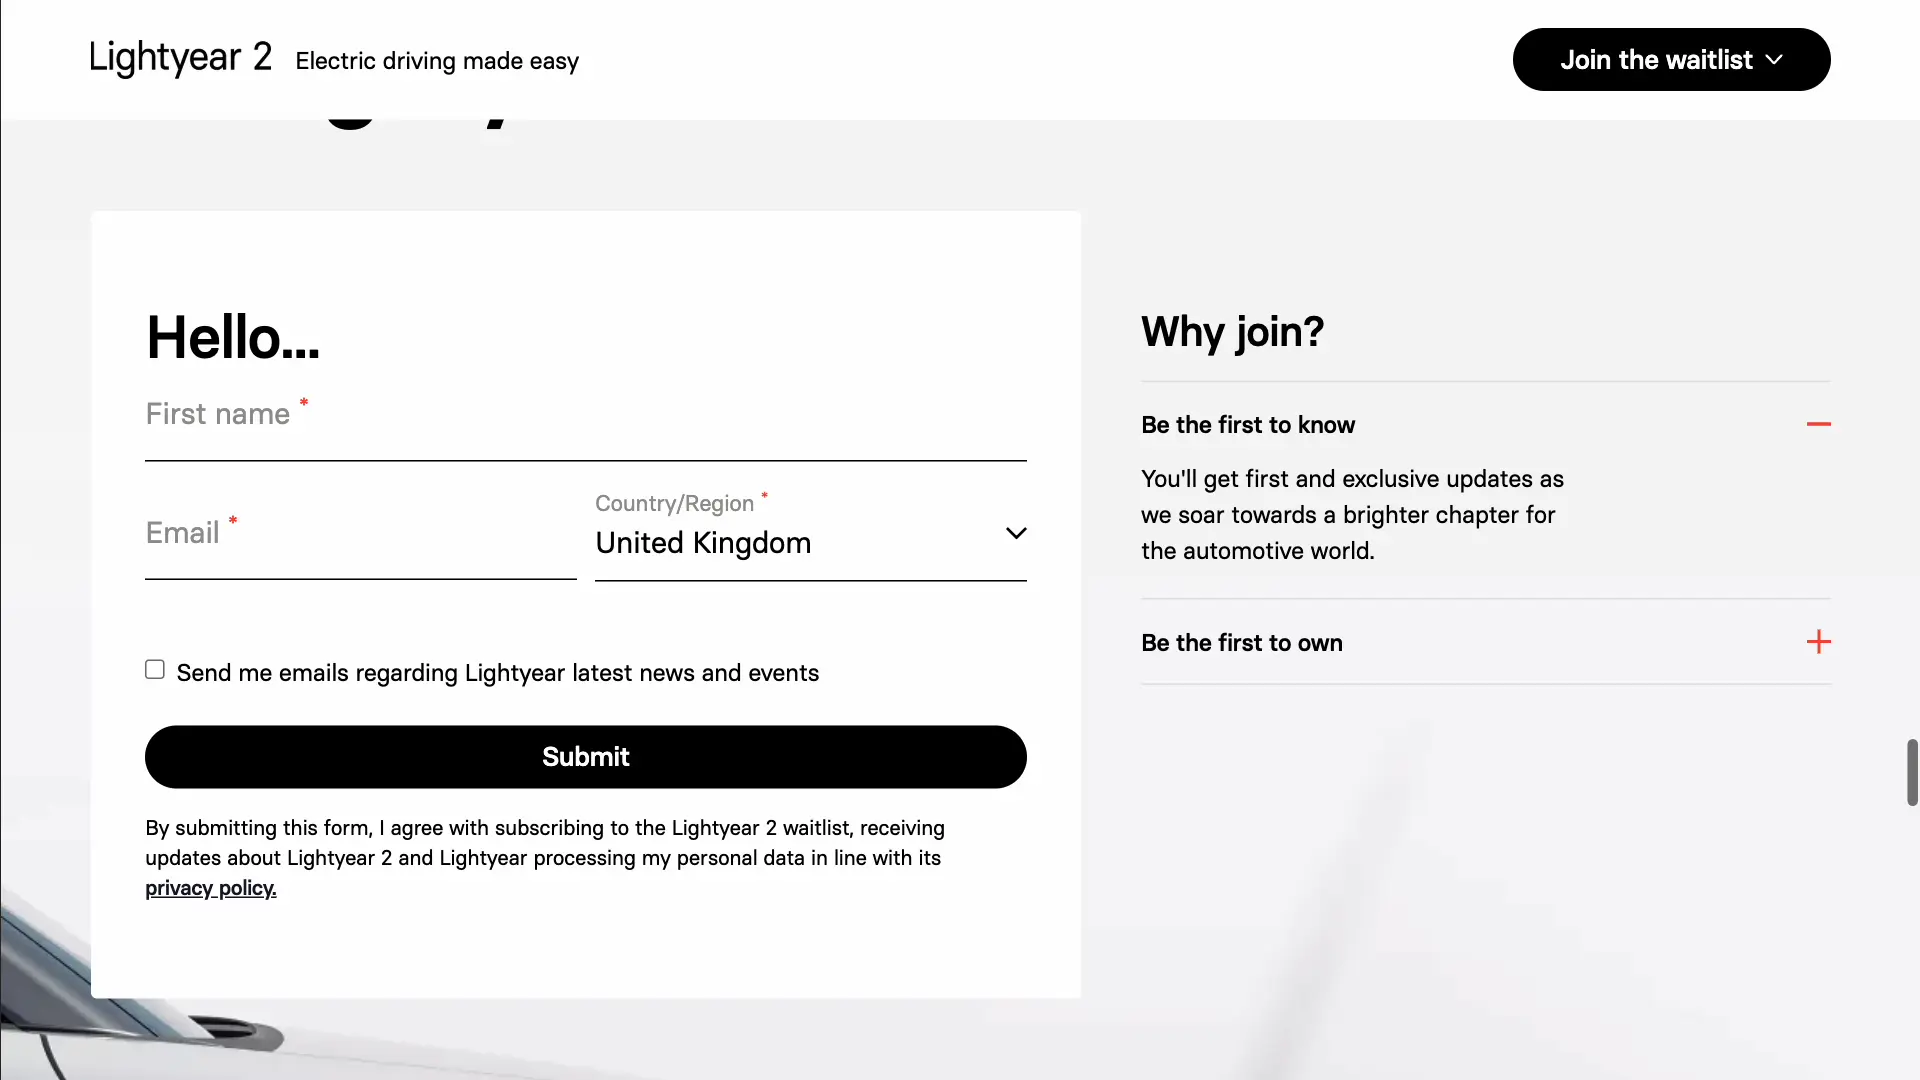 Lightyear 2 Electric driving made easy
Join the waitlist
Hello...
First name *
Email *
Country/Region *
United Kingdom
Send me emails regarding Lightyear latest news and events
Submit
By submitting this form, I agree with subscribing to the Lightyear 2 waitlist, receiving
updates about Lightyear 2 and Lightyear processing my personal data in line with its
privacy policy.
Why join?
Be the first to know
You'll get first and exclusive updates as
we soar towards a brighter chapter for
the automotive world.
Be the first to own